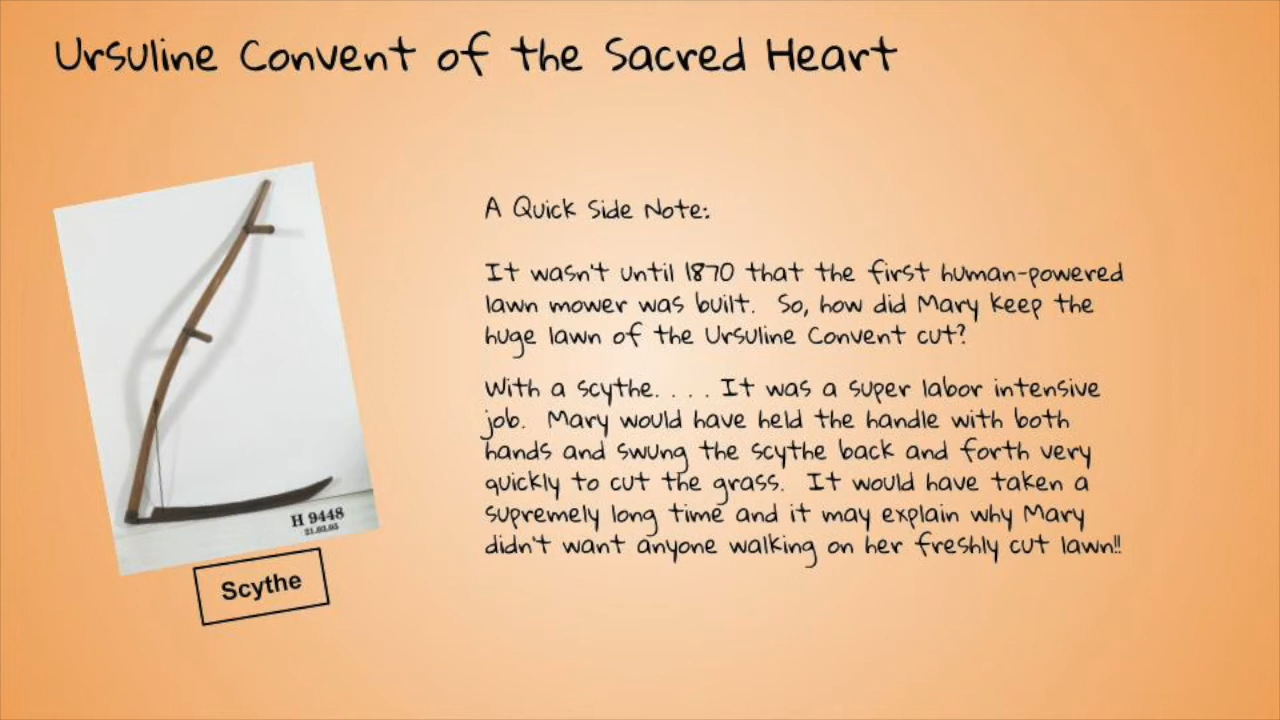 Ursuline Convent of the Sacred Heart
A Quick Side Note:
It wasn't until 1870 that the first human-powered
lawn mower was built. So, how did Mary keep the
huge lawn of the Ursuline Convent cut?
With a scythe. . . . It was a super labor intensive
job. Mary would have held the handle with both
hands and swung the scythe back and forth very
quickly to cut the grass. It would have taken a
supremely long time and it may explain why Mary
didn't want anyone walking on her freshly cut lawn!!
H 9448
21.03.05
Scythe